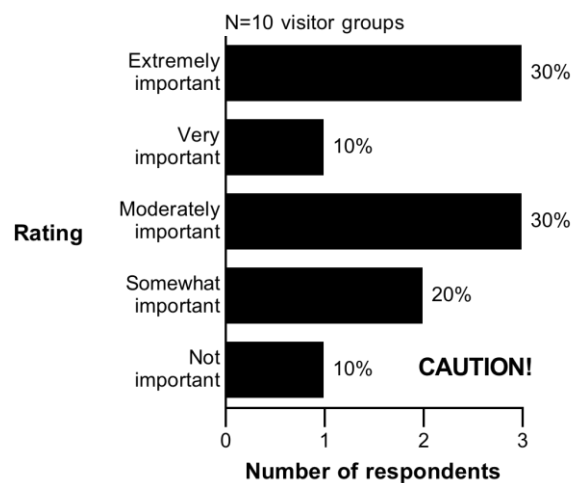 N=10 visitor groups
Extremely
important
30%
Very
important
10%
Rating
Moderately
important
30%
Somewhat
important
20%
Not
important
10%
CAUTION!
0
1
2
3
Number of respondents